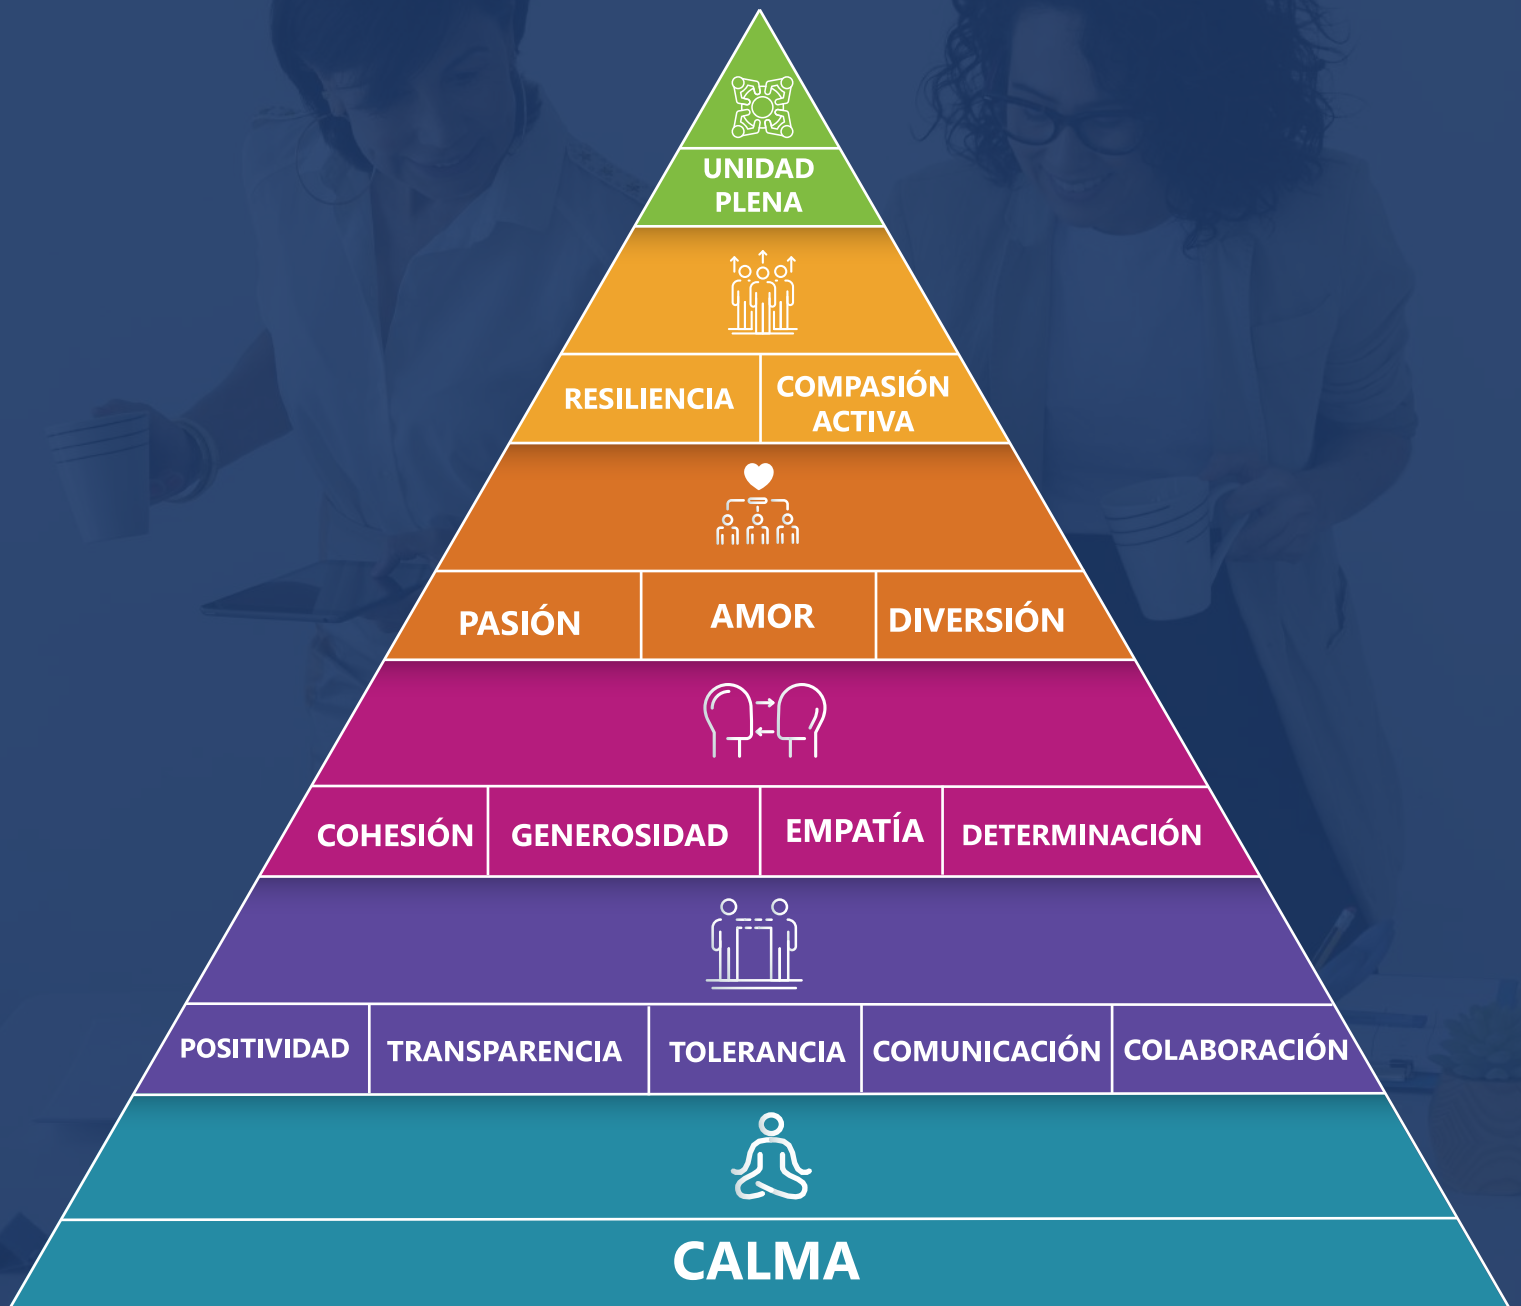 UNIDAD
PLENA
RESILIENCIA
COMPASIÓN
ACTIVA
PASIÓN
AMOR
DIVERSIÓN
COHESIÓN
GENEROSIDAD
EMPATÍA
DETERMINACIÓN
POSITIVIDAD
TRANSPARENCIA
TOLERANCIA
COMUNICACIÓN
COLABORACIÓN
CALMA